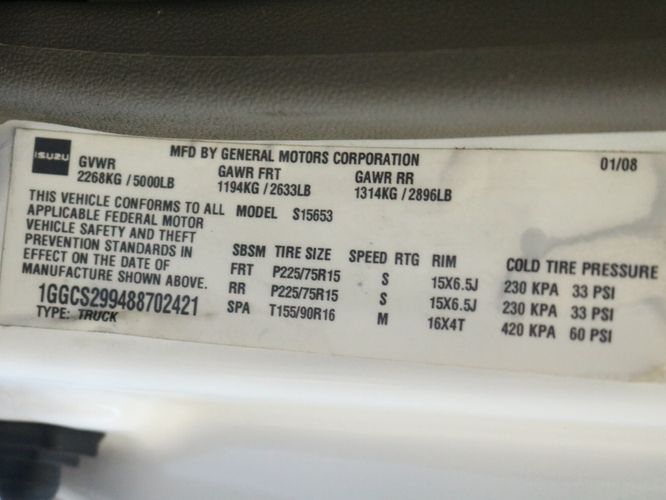 ISUZU
MFD BY GENERAL MOTORS CORPORATION
01/08
GVWR GAWR FRT GAWR RR
2268KG / 5000LB 1194KG / 2633LB 1314KG / 2896LB
THIS VEHICLE CONFORMS TO ALL
APPLICABLE FEDERAL MOTOR
VEHICLE SAFETY AND THEFT
PREVENTION STANDARDS IN
EFFECT ON THE DATE OF
MANUFACTURE SHOWN ABOVE.
1GGCS299488702421
TYPE: TRUCK
MODEL S15653
SBSM TIRE SIZE SPEED RTG RIM COLD TIRE PRESSURE
FRT P225/75R15 S 15X6.5J 230 KPA 33 PSI
RR P225/75R15 S 15X6.5J 230 KPA 33 PSI
SPA T155/90R16 M 16X4T 420 KPA 60 PSI